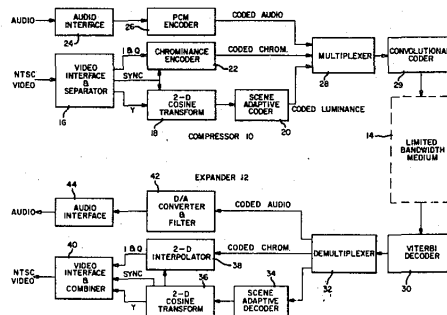 AUDIO
AUDIO INTERFACE
24
PCM ENCODER
26
CODED AUDIO
CHROMINANCE ENCODER
22
CODED CHROM.
MULTIPLEXER
28
CONVOLUTIONAL CODER
29
NTSC VIDEO
VIDEO INTERFACE & SEPARATOR
16
I & Q
SYNC
Y
2-D COSINE TRANSFORM
18
SCENE ADAPTIVE CODER
20
CODED LUMINANCE
COMPRESSOR 10
14
LIMITED BANDWIDTH MEDIUM
EXPANDER 12
44
AUDIO INTERFACE
AUDIO
42
D/A CONVERTER & FILTER
CODED AUDIO
40
VIDEO INTERFACE & COMBINER
NTSC VIDEO
I & Q
SYNC
Y
2-D INTERPOLATOR
38
CODED CHROM.
36
2-D COSINE TRANSFORM
34
SCENE ADAPTIVE DECODER
DEMULTIPLEXER
32
VITERBI DECODER
30